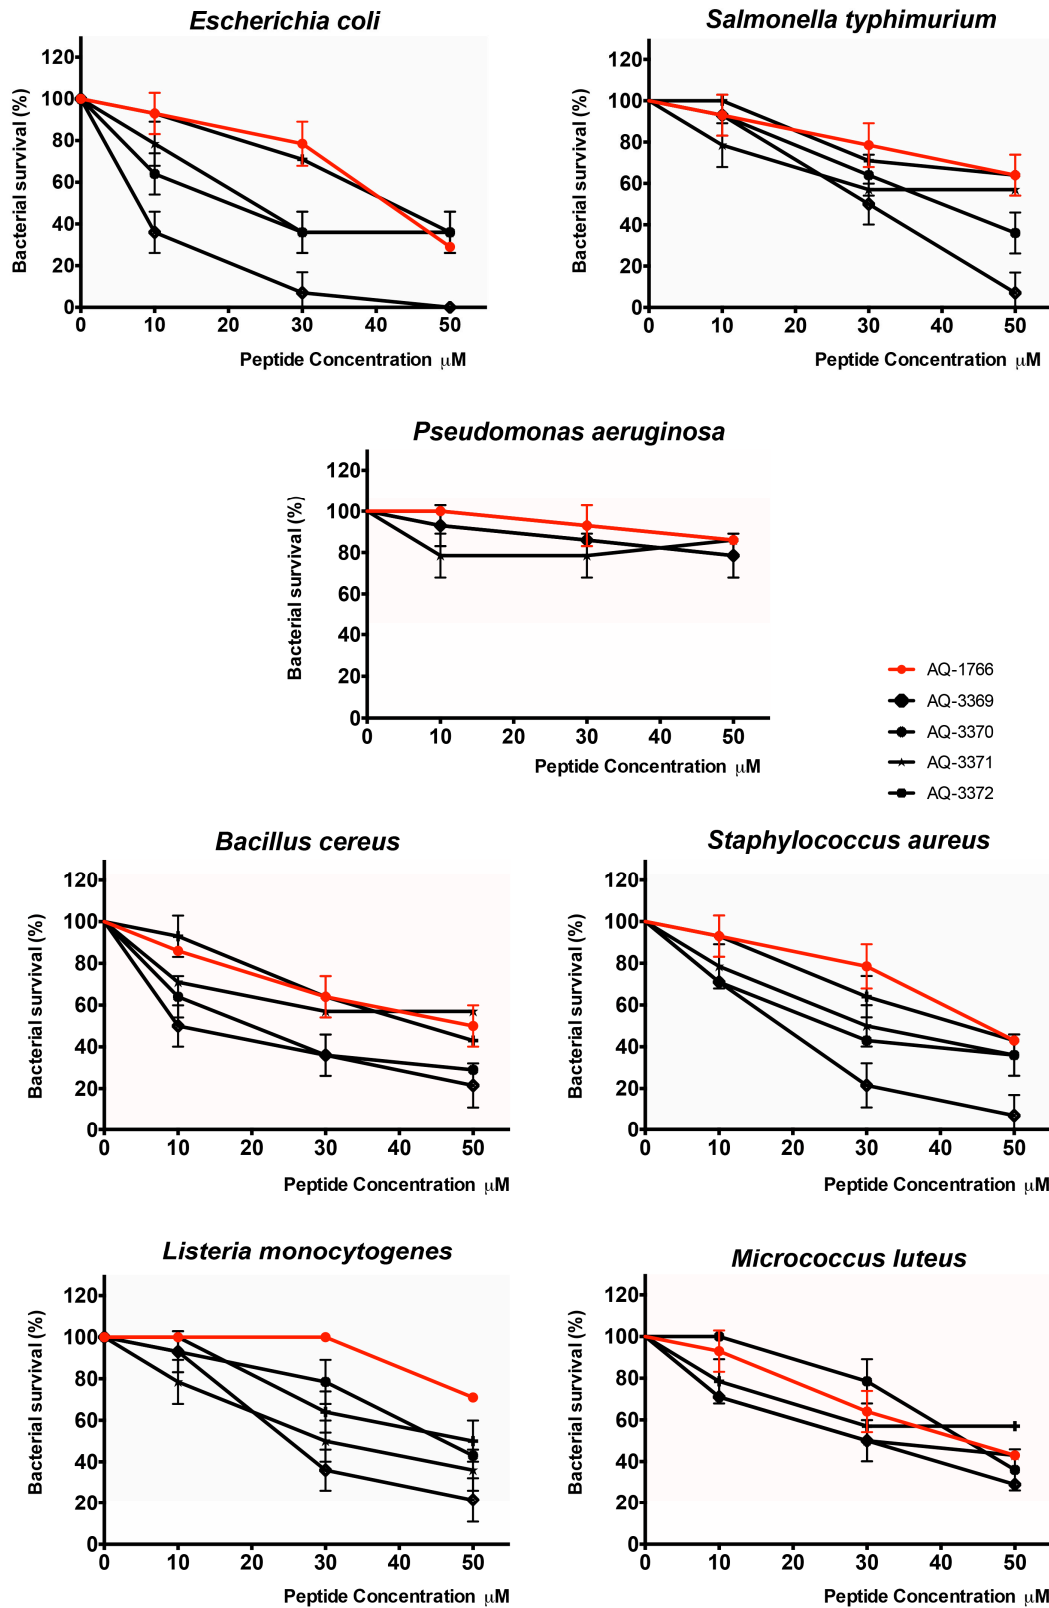 Escherichia coli
Bacterial survival (%)
120
100
80
60
40
20
0
0 10 20 30 40 50
Peptide Concentration μM
Salmonella typhimurium
Bacterial survival (%)
120
100
80
60
40
20
0
0 10 20 30 40 50
Peptide Concentration μM
Pseudomonas aeruginosa
Bacterial survival (%)
120
100
80
60
40
20
0
0 10 20 30 40 50
Peptide Concentration μM
AQ-1766
AQ-3369
AQ-3370
AQ-3371
AQ-3372
Bacillus cereus
Bacterial survival (%)
120
100
80
60
40
20
0
0 10 20 30 40 50
Peptide Concentration μM
Staphylococcus aureus
Bacterial survival (%)
120
100
80
60
40
20
0
0 10 20 30 40 50
Peptide Concentration μM
Listeria monocytogenes
Bacterial survival (%)
120
100
80
60
40
20
0
0 10 20 30 40 50
Peptide Concentration μM
Micrococcus luteus
Bacterial survival (%)
120
100
80
60
40
20
0
0 10 20 30 40 50
Peptide Concentration μM